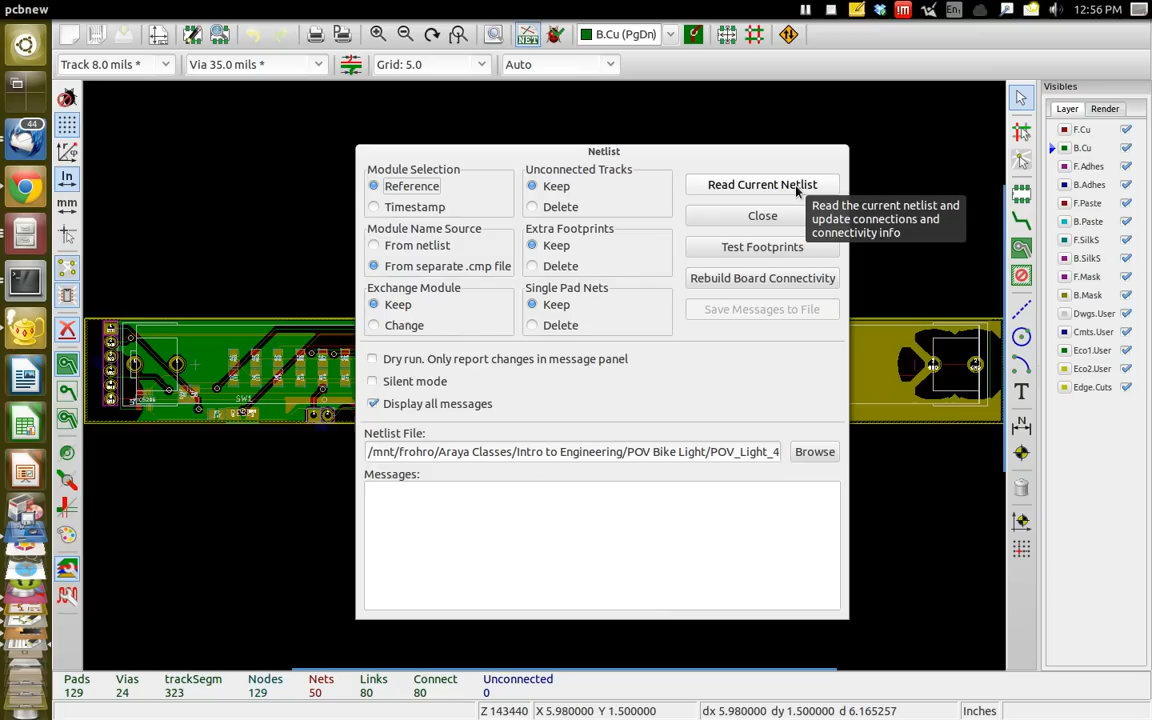 pcbnew
En1
12:56 PM
44
NET
B.Cu (PgDn)
Track 8.0 mils *
Via 35.0 mils *
Grid: 5.0
Auto
In
mm
Netlist
Module Selection
Reference
Timestamp
Module Name Source
From netlist
From separate .cmp file
Exchange Module
Keep
Change
Unconnected Tracks
Keep
Delete
Extra Footprints
Keep
Delete
Single Pad Nets
Keep
Delete
Read Current Netlist
Close
Test Footprints
Rebuild Board Connectivity
Save Messages to File
Read the current netlist and
update connections and
connectivity info
Dry run. Only report changes in message panel
Silent mode
Display all messages
Netlist File:
/mnt/frohro/Araya Classes/Intro to Engineering/POV Bike Light/POV_Light_4
Browse
Messages:
SW1
Visibles
Layer
Render
F.Cu
B.Cu
F.Adhes
B.Adhes
F.Paste
B.Paste
F.SilkS
B.SilkS
F.Mask
B.Mask
Dwgs.User
Cmts.User
Eco1.User
Eco2.User
Edge.Cuts
Pads Vias trackSegm Nodes Nets Links Connect Unconnected
129 24 323 129 50 80 80 0
Z 143440 X 5.980000 Y 1.500000 dx 5.980000 dy 1.500000 d 6.165257 Inches